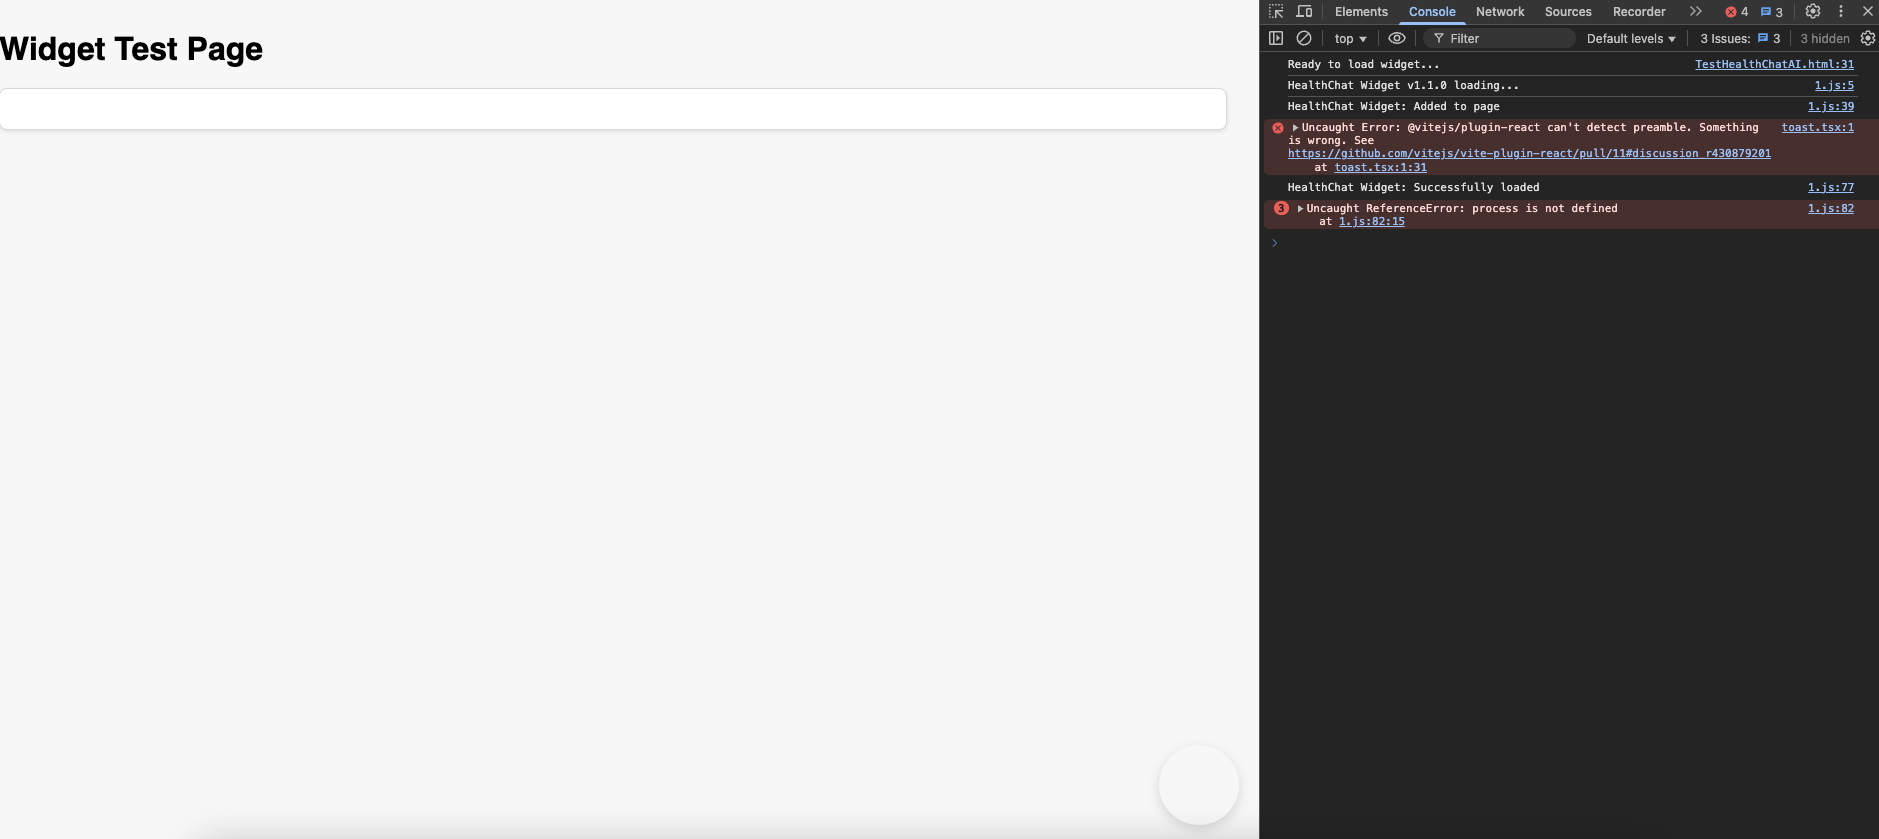 Widget Test Page
Elements Console Network Sources Recorder 4 3
top Filter Default levels 3 Issues: 3 3 hidden
Ready to load widget... TestHealthChatAI.html:31
HealthChat Widget v1.1.0 loading... 1.js:5
HealthChat Widget: Added to page 1.js:39
Uncaught Error: @vitejs/plugin-react can't detect preamble. Something toast.tsx:1
is wrong. See
https://github.com/vitejs/vite-plugin-react/pull/11#discussion_r430879201
at toast.tsx:1:31
HealthChat Widget: Successfully loaded 1.js:77
3 Uncaught ReferenceError: process is not defined 1.js:82
at 1.js:82:15